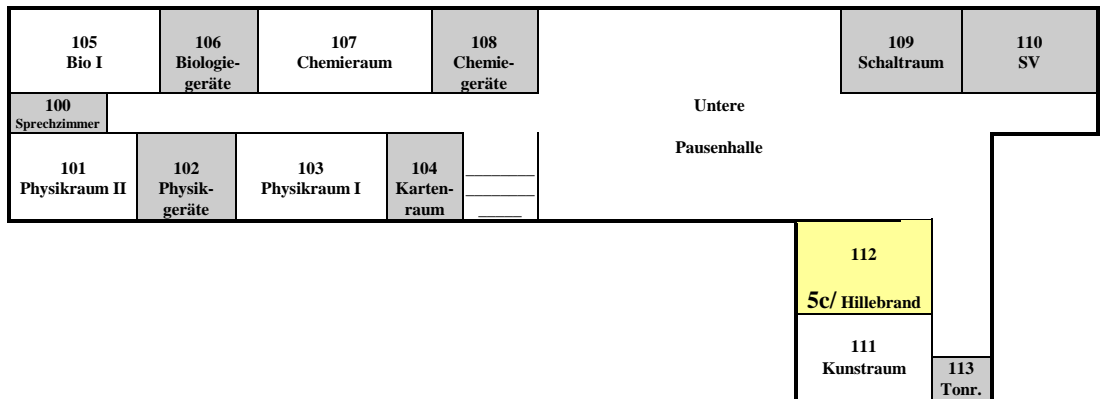 105
Bio I
106
Biologie-
geräte
107
Chemieraum
108
Chemie-
geräte
109
Schaltraum
110
SV
100
Sprechzimmer
Untere
Pausenhalle
101
Physikraum II
102
Physik-
geräte
103
Physikraum I
104
Karten-
raum
112
5c/ Hillebrand
111
Kunstraum
113
Tonr.